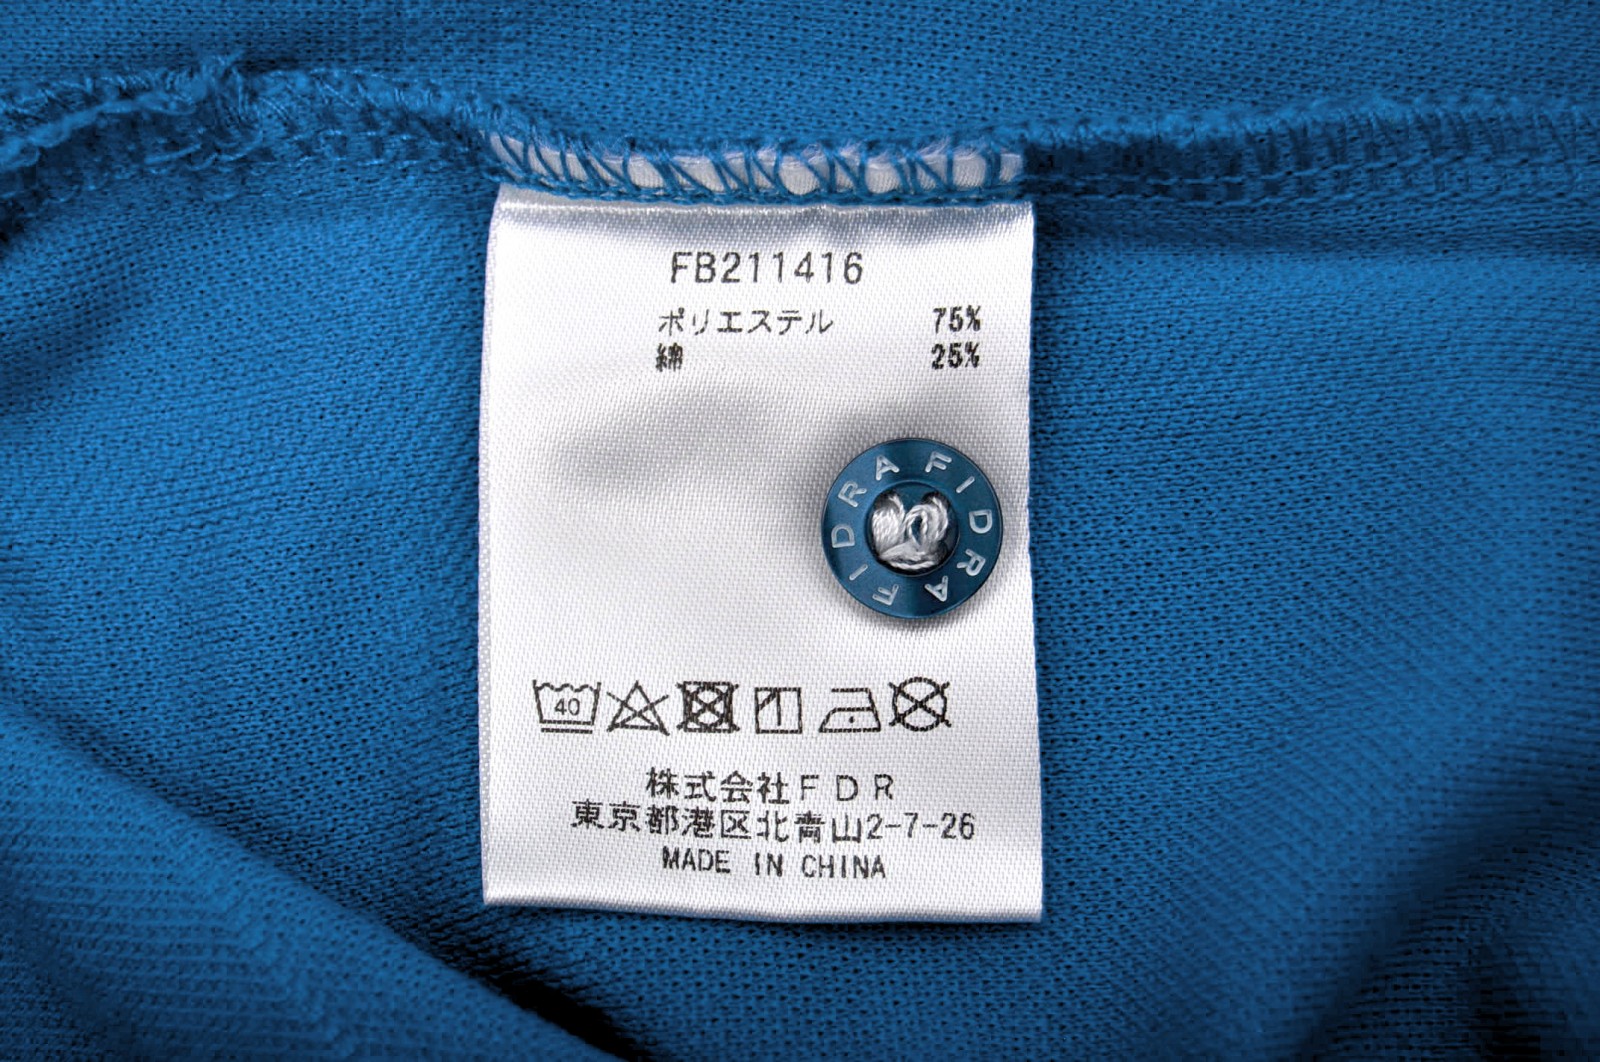 FB211416
ポリエステル 75%
綿 25%
FIDRA FIDRA
40
株式会社FDR
東京都港区北青山2-7-26
MADE IN CHINA